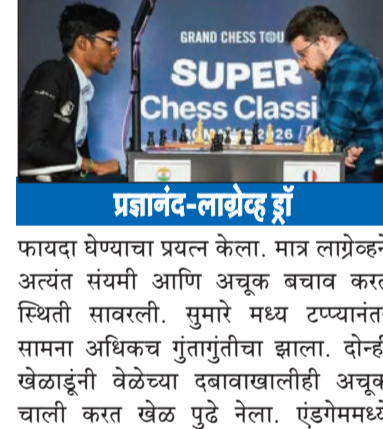 GRAND CHESS TOU
SUPER
Chess Classi
26
प्रज्ञानंद-लाग्रेव्ह ड्रॉ
फायदा घेण्याचा प्रयत्न केला. मात्र लाग्रेव्हने
अत्यंत संयमी आणि अचूक बचाव करत
स्थिती सावरली. सुमारे मध्य टप्प्यानंत
सामना अधिकच गुंतागुंतीचा झाला. दोन्ही
खेळाडूंनी वेळेच्या दबावाखालीही अचूक
चाली करत खेळ पुढे नेला. एंडगेममध्ये